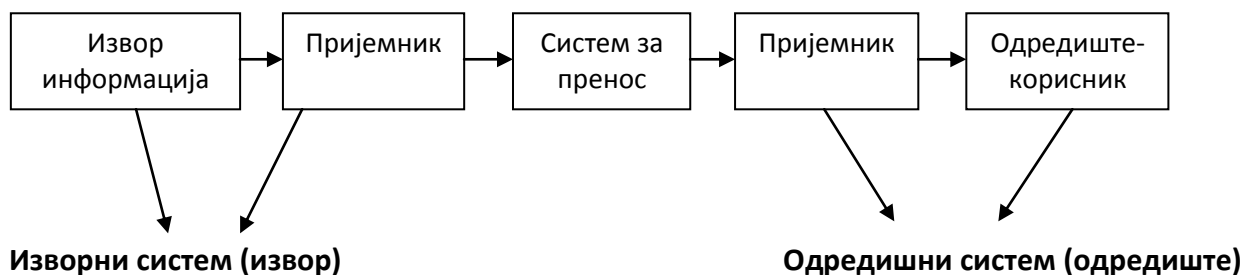 Извор
информација
Пријемник
Систем за
пренос
Пријемник
Одредиште-
корисник
Изворни систем (извор)
Одредишни систем (одредиште)